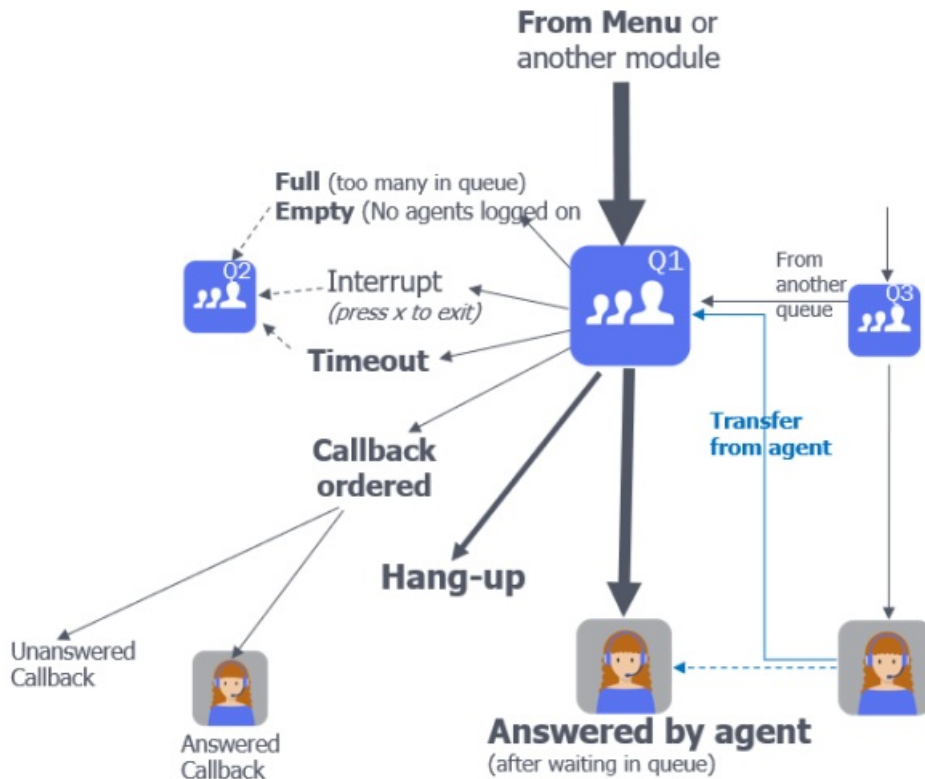 From Menu or
another module
Full (too many in queue)
Empty (No agents logged on
Q1
Q2
Interrupt
(press x to exit)
From
another
queue
Q3
Timeout
Transfer
from agent
Callback
ordered
Hang-up
Unanswered
Callback
Answered
Callback
Answered by agent
(after waiting in queue)